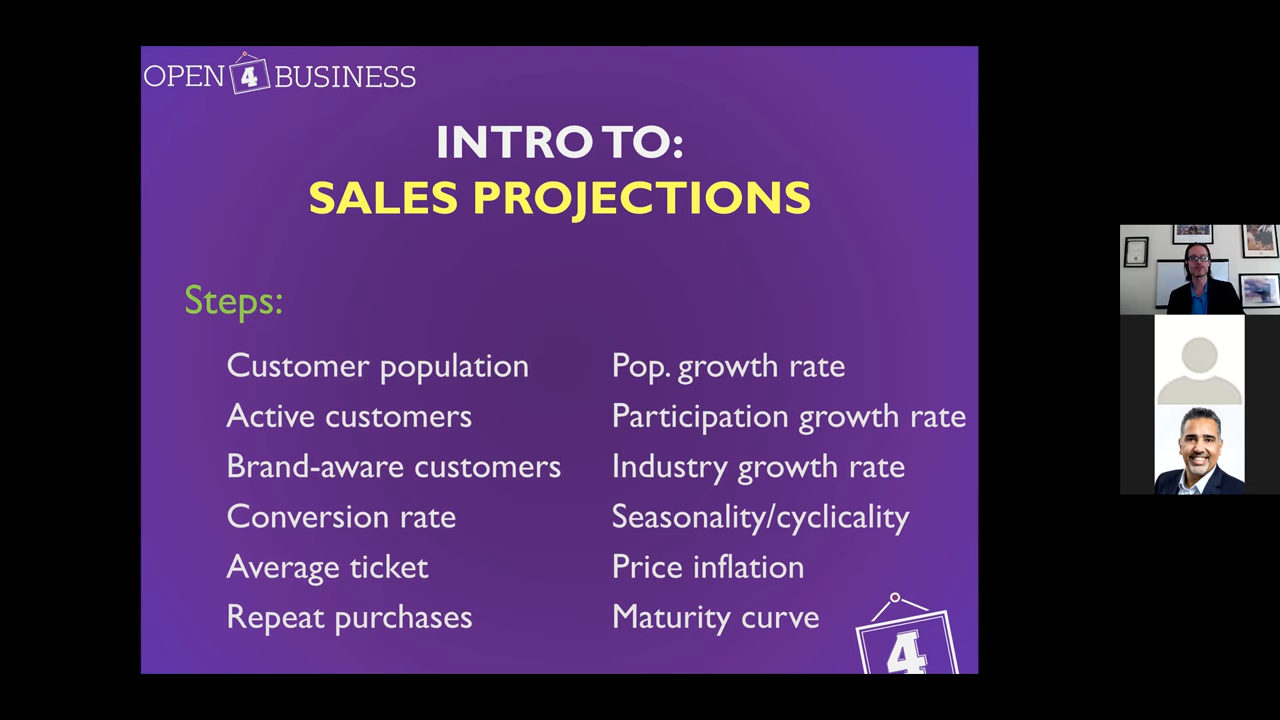 OPEN 4 BUSINESS
INTRO TO:
SALES PROJECTIONS
Steps:
Customer population
Active customers
Brand-aware customers
Conversion rate
Average ticket
Repeat purchases
Pop. growth rate
Participation growth rate
Industry growth rate
Seasonality/cyclicality
Price inflation
Maturity curve
4